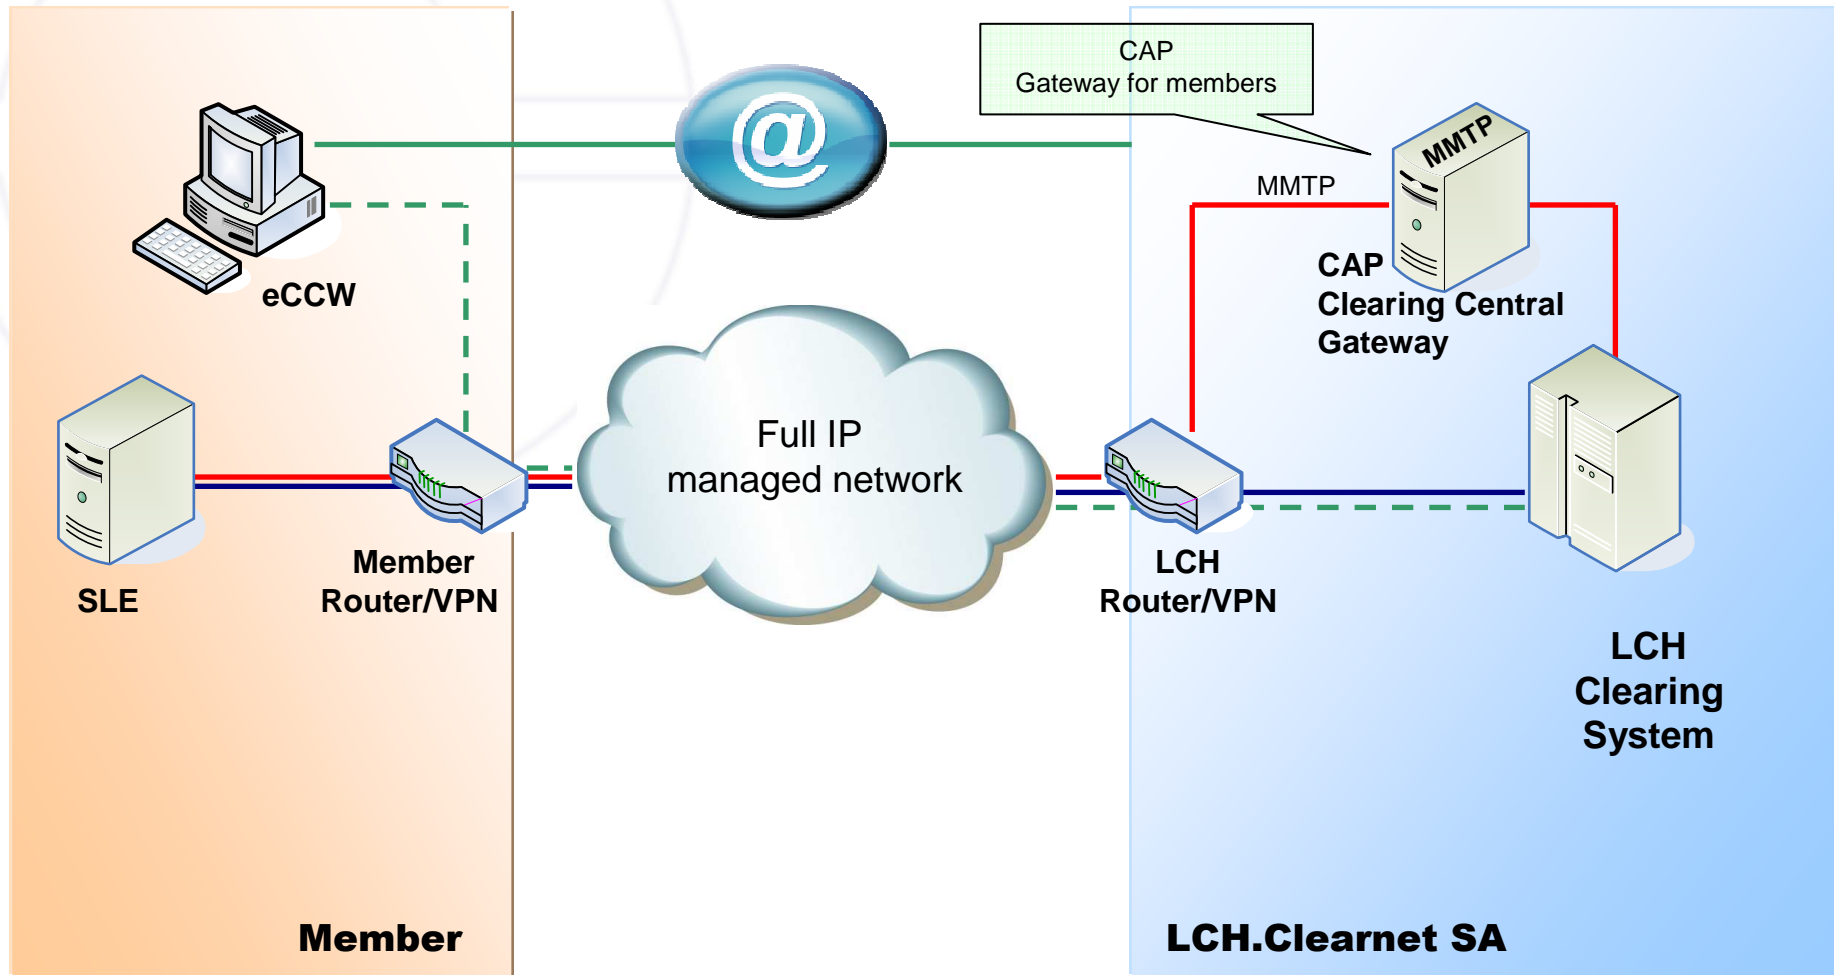 CAP
Gateway for members
@
MMTP
MMTP
CAP
Clearing Central
Gateway
eCCW
Full IP
managed network
SLE
Member
Router/VPN
LCH
Router/VPN
LCH
Clearing
System
Member
LCH.Clearnet SA